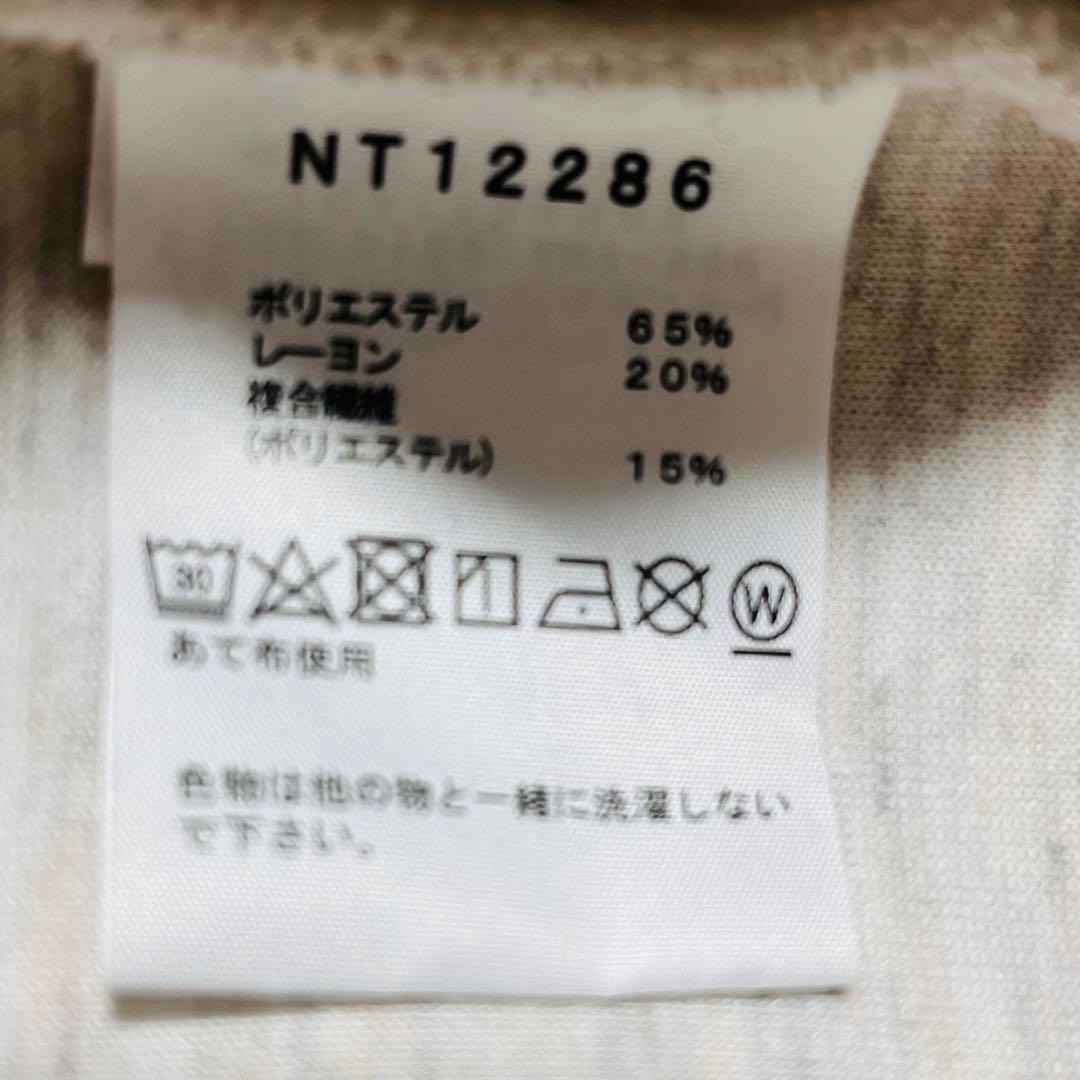 NT12286
ポリエステル 65%
レーヨン 20%
複合繊維
(ポリエステル) 15%
30
W
あて布使用
色物は他の物と一緒に洗濯しない
で下さい。